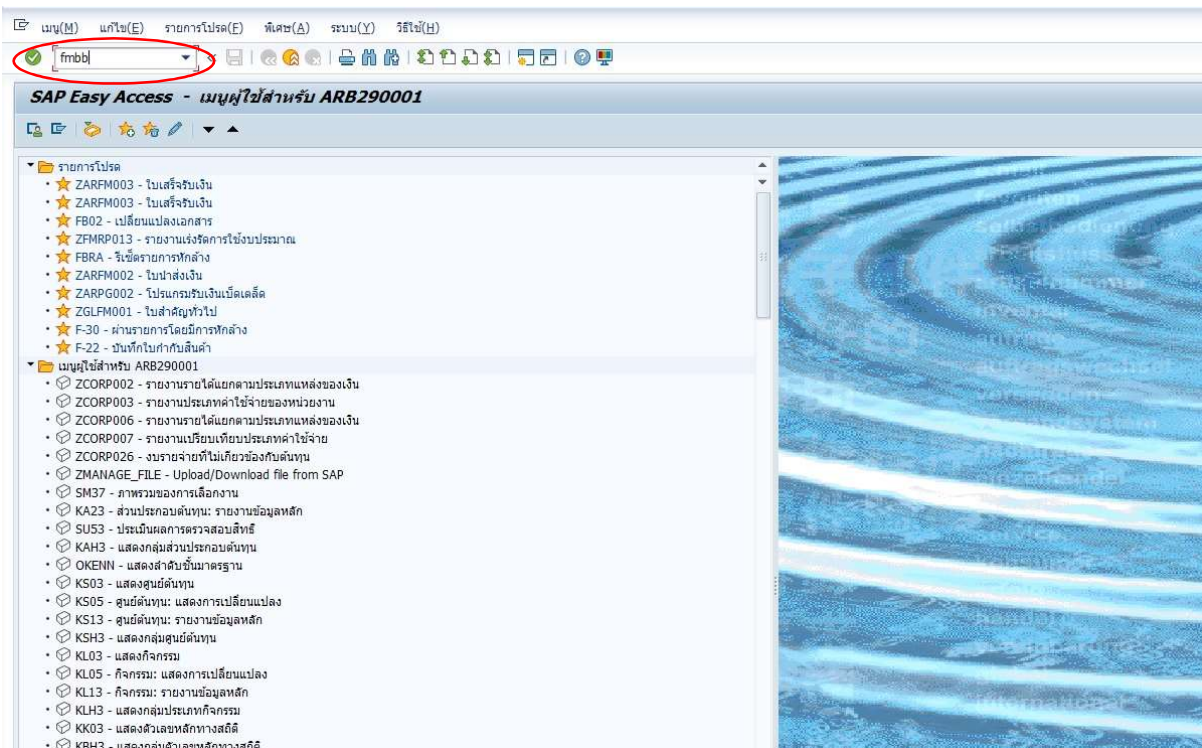 เมนู(M) แก้ไข(E) รายการโปรด(F) พิเศษ(A) ระบบ(Y) วิธีใช้(H)
fmbb
SAP Easy Access - เมนูผู้ใช้สำหรับ ARB290001
รายการโปรด
ZARFM003 - ใบเสร็จรับเงิน
ZARFM003 - ใบเสร็จรับเงิน
FB02 - เปลี่ยนแปลงเอกสาร
ZFMRP013 - รายงานเร่งรัดการใช้งบประมาณ
FBRA - รีเซ็ตรายการหักล้าง
ZARFM002 - ใบนำส่งเงิน
ZARPG002 - โปรแกรมรับเงินเบ็ดเตล็ด
ZGLFM001 - ใบสำคัญทั่วไป
F-30 - ผ่านรายการโดยมีการหักล้าง
F-22 - บันทึกใบกำกับสินค้า
เมนูผู้ใช้สำหรับ ARB290001
ZCORP002 - รายงานรายได้แยกตามประเภทแหล่งของเงิน
ZCORP003 - รายงานประเภทค่าใช้จ่ายของหน่วยงาน
ZCORP006 - รายงานรายได้แยกตามประเภทแหล่งของเงิน
ZCORP007 - รายงานเปรียบเทียบประเภทค่าใช้จ่าย
ZCORP026 - งบรายจ่ายที่ไม่เกี่ยวข้องกับต้นทุน
ZMANAGE_FILE - Upload/Download file from SAP
SM37 - ภาพรวมของการเลือกงาน
KA23 - ส่วนประกอบต้นทุน: รายงานข้อมูลหลัก
SU53 - ประเมินผลการตรวจสอบสิทธิ์
KAH3 - แสดงกลุ่มส่วนประกอบต้นทุน
OKENN - แสดงลำดับชั้นมาตรฐาน
KS03 - แสดงศูนย์ต้นทุน
KS05 - ศูนย์ต้นทุน: แสดงการเปลี่ยนแปลง
KS13 - ศูนย์ต้นทุน: รายงานข้อมูลหลัก
KSH3 - แสดงกลุ่มศูนย์ต้นทุน
KL03 - แสดงกิจกรรม
KL05 - กิจกรรม: แสดงการเปลี่ยนแปลง
KL13 - กิจกรรม: รายงานข้อมูลหลัก
KLH3 - แสดงกลุ่มประเภทกิจกรรม
KK03 - แสดงตัวเลขหลักทางสถิติ
KBH3 - แสดงกลุ่มตัวเลขหลักทางสถิติ
international